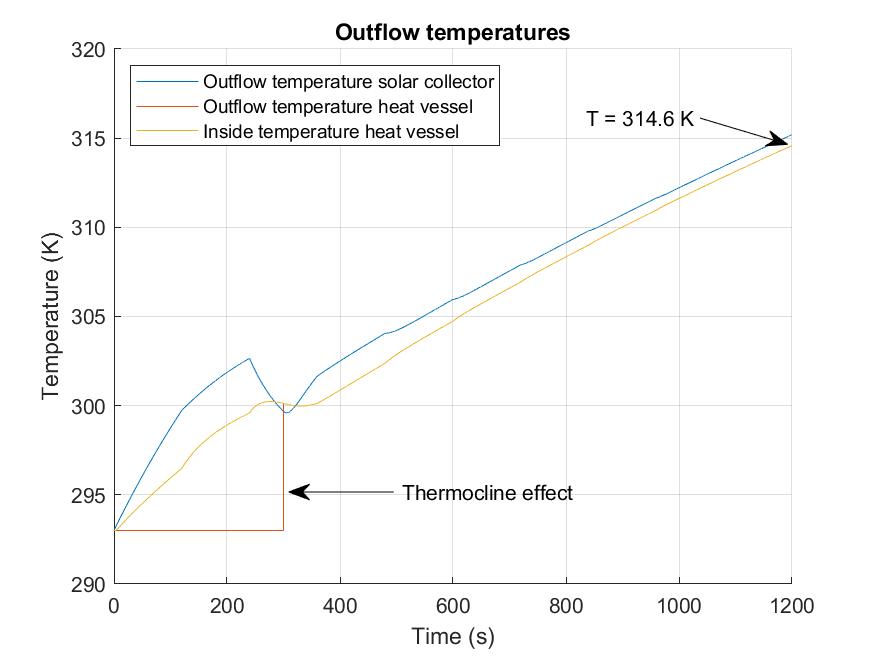 Outflow temperatures
320
315
310
305
300
295
290
Temperature (K)
Outflow temperature solar collector
Outflow temperature heat vessel
Inside temperature heat vessel
T = 314.6 K
Thermocline effect
0 200 400 600 800 1000 1200
Time (s)